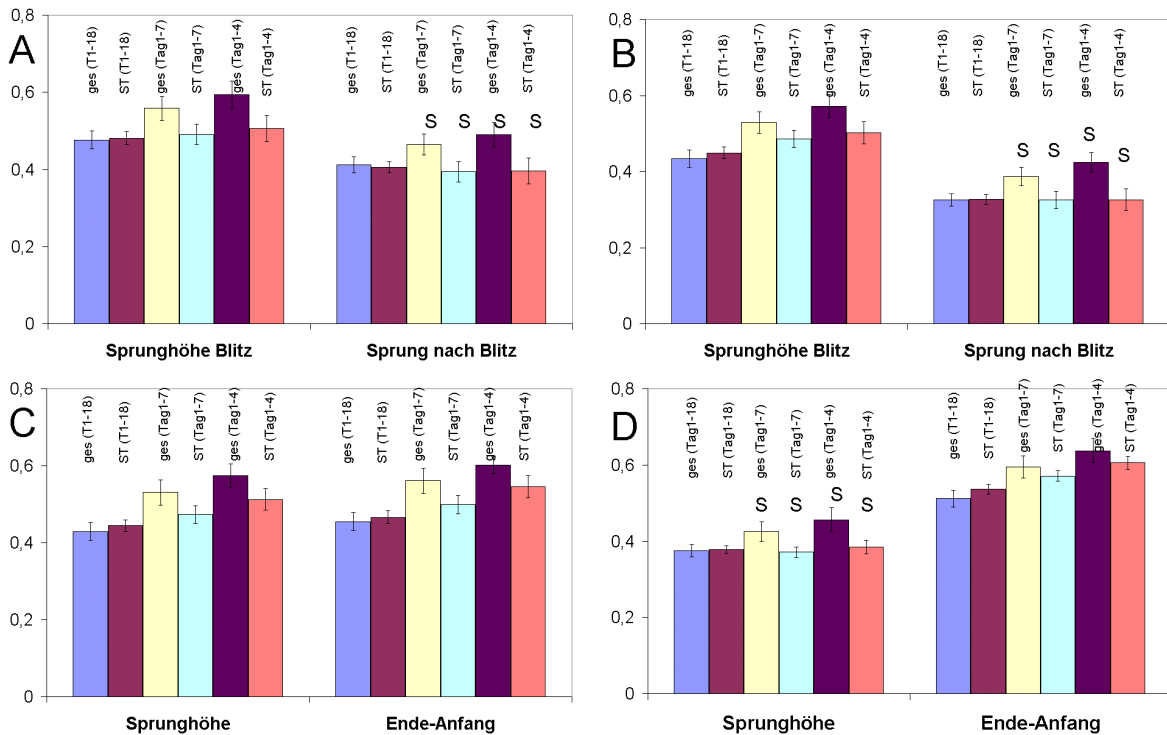 A
0,8
0,6
0,4
0,2
0
ges (T1-18)
ST (T1-18)
ges (Tag1-7)
ST (Tag1-7)
ges (Tag1-4)
ST (Tag1-4)
ges (T1-18)
ST (T1-18)
ges (Tag1-7)
ST (Tag1-7)
ges (Tag1-4)
ST (Tag1-4)
S S S S
Sprunghöhe Blitz
Sprung nach Blitz
B
0,8
0,6
0,4
0,2
0
ges (T1-18)
ST (T1-18)
ges (Tag1-7)
ST (Tag1-7)
ges (Tag1-4)
ST (Tag1-4)
ges (T1-18)
ST (T1-18)
ges (Tag1-7)
ST (Tag1-7)
ges (Tag1-4)
ST (Tag1-4)
S S S S
Sprunghöhe Blitz
Sprung nach Blitz
C
0,8
0,6
0,4
0,2
0
ges (T1-18)
ST (T1-18)
ges (Tag1-7)
ST (Tag1-7)
ges (Tag1-4)
ST (Tag1-4)
ges (T1-18)
ST (T1-18)
ges (Tag1-7)
ST (Tag1-7)
ges (Tag1-4)
ST (Tag1-4)
Sprunghöhe
Ende-Anfang
D
0,8
0,6
0,4
0,2
0
ges (Tag1-18)
ST (Tag1-18)
ges (Tag1-7)
ST (Tag1-7)
ges (Tag1-4)
ST (Tag1-4)
ges (T1-18)
ST (T1-18)
ges (Tag1-7)
ST (Tag1-7)
ges (Tag1-4)
ST (Tag1-4)
S S S S
Sprunghöhe
Ende-Anfang